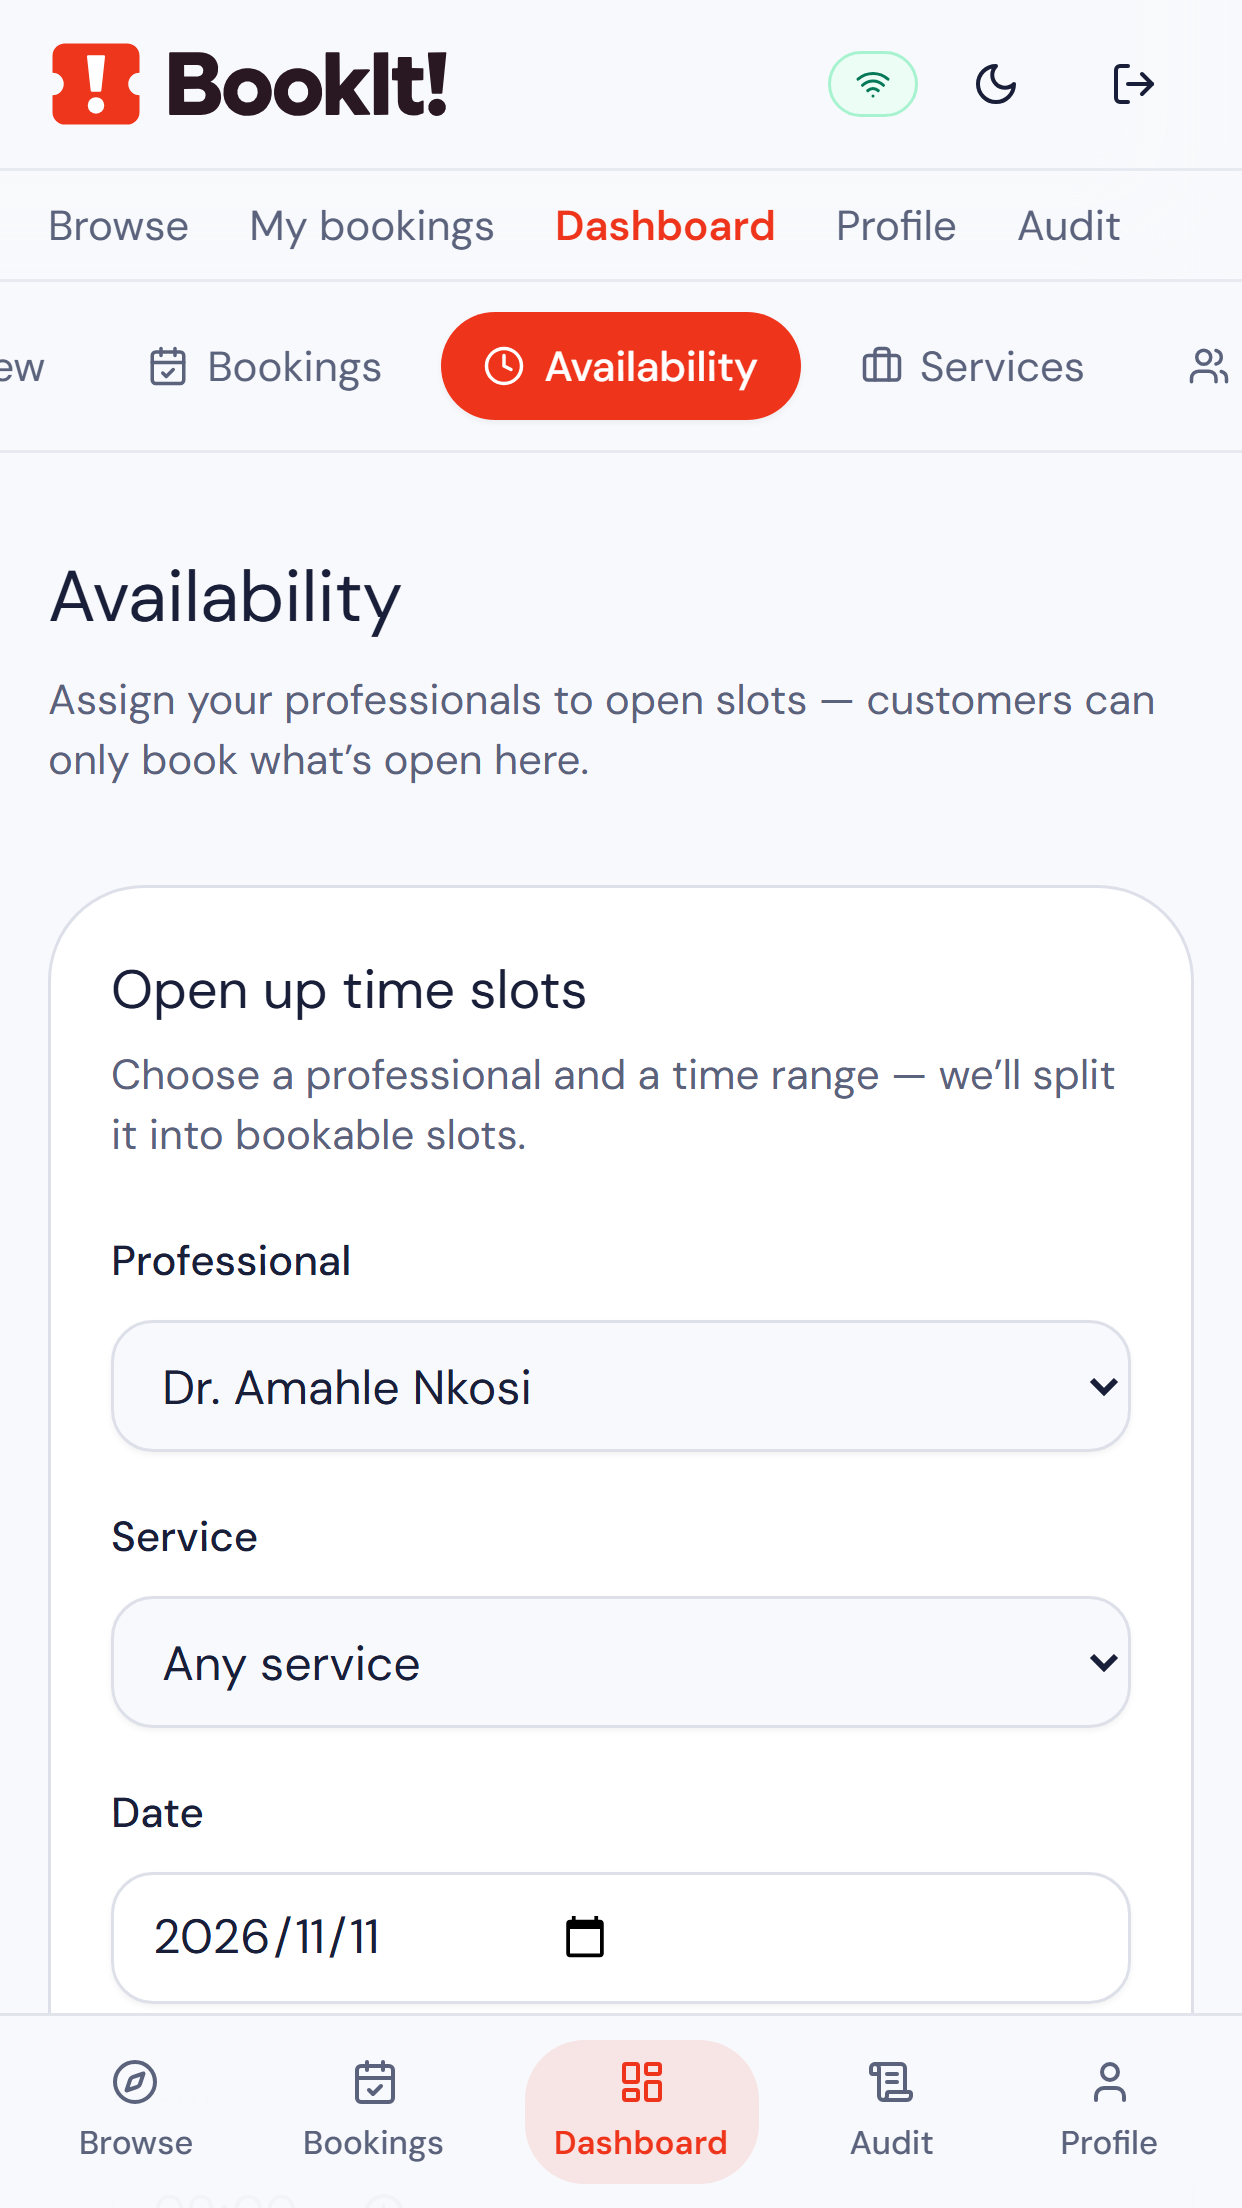 BookIt!
Browse My bookings Dashboard Profile Audit
ew Bookings Availability Services
Availability
Assign your professionals to open slots — customers can
only book what’s open here.
Open up time slots
Choose a professional and a time range — we’ll split
it into bookable slots.
Professional
Dr. Amahle Nkosi
Service
Any service
Date
2026/11/11
Browse Bookings Dashboard Audit Profile